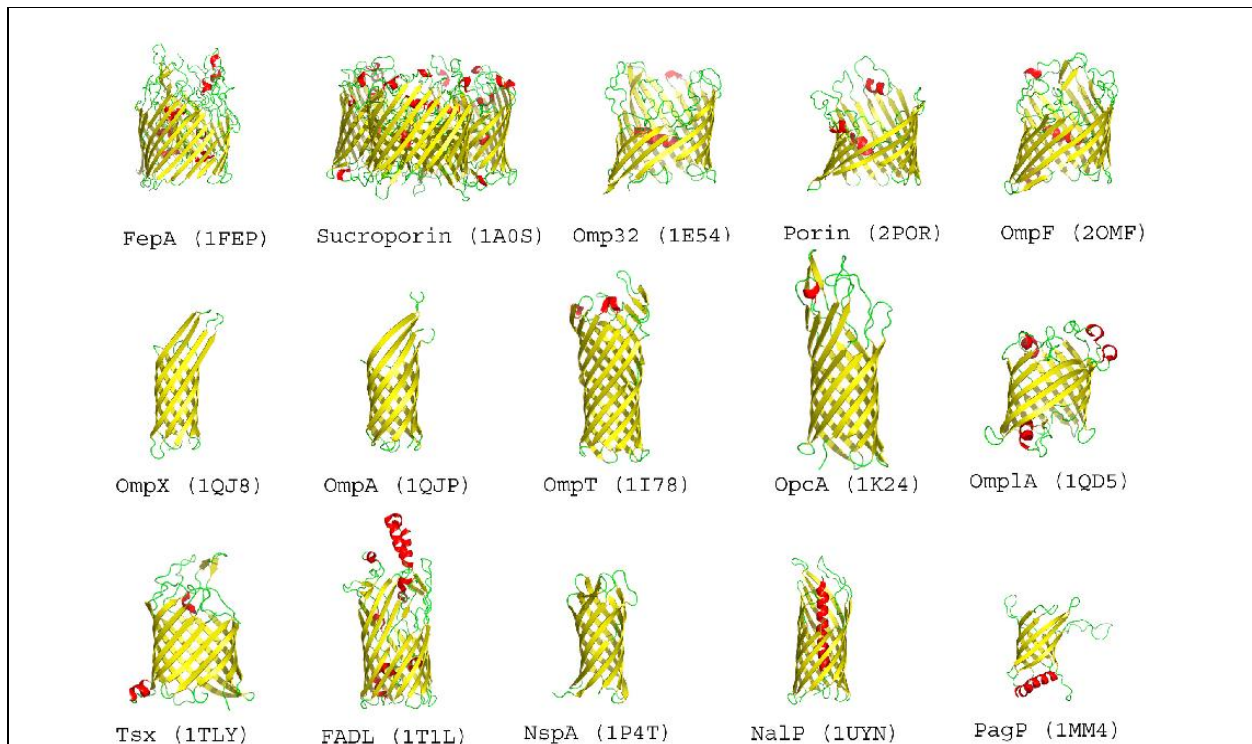 FepA (1FEP) Sucroporin (1A0S) Omp32 (1E54) Porin (2POR) OmpF (2OMF)
OmpX (1QJ8) OmpA (1QJP) OmpT (1I78) OpcA (1K24) OmplA (1QD5)
Tsx (1TLY) FADL (1T1L) NspA (1P4T) NalP (1UYN) PagP (1MM4)